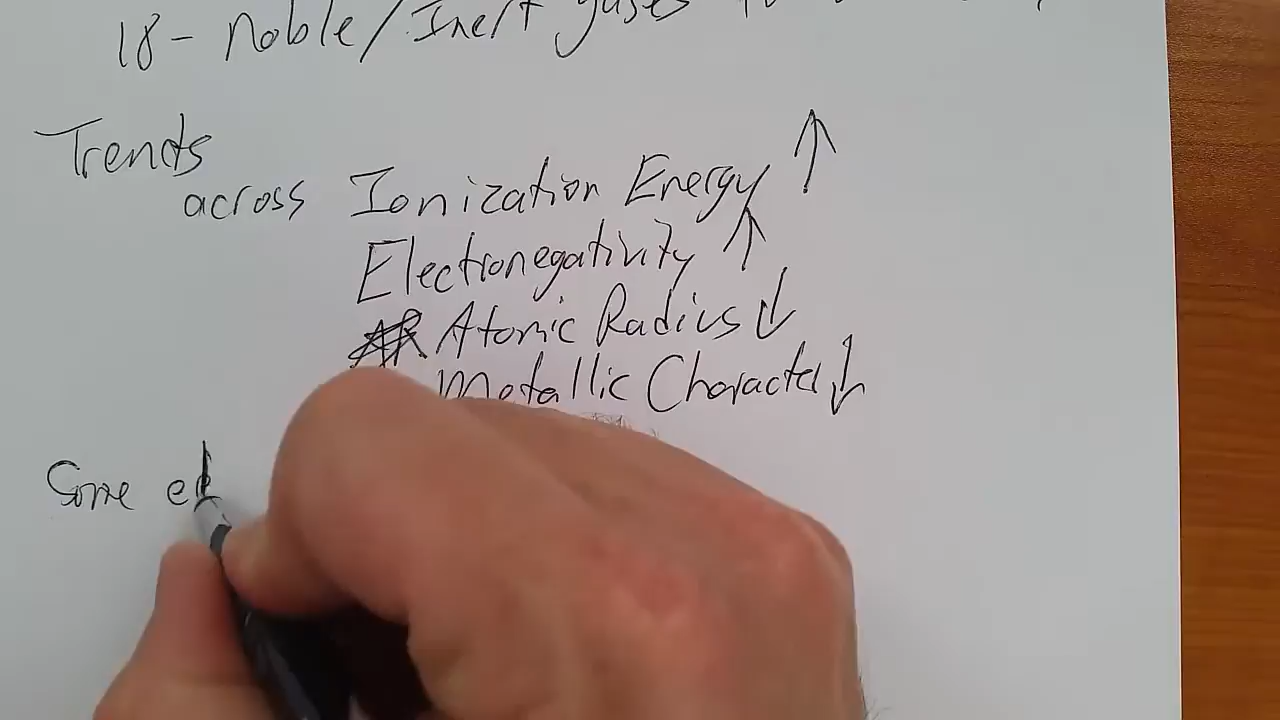 18 - Noble/Inert gases
Trends
across Ionization Energy ↑
Electronegativity ↑
Atomic Radius ↓
Metallic Character ↓
Some el